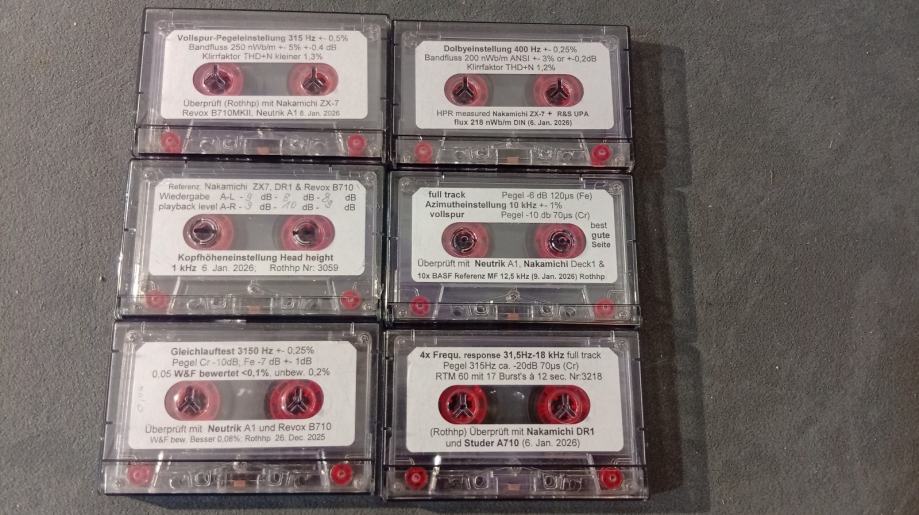 Vollspur-Pegeleinstellung 315 Hz +- 0,5%
Bandfluss 250 nWb/m +- 5% +-0.4 dB
Klirrfaktor THD+N kleiner 1,3%
Überprüft (Rothhp) mit Nakamichi ZX-7
Revox B710MKII, Neutrik A1 8. Jan. 2026
Dolbyeinstellung 400 Hz +- 0,25%
Bandfluss 200 nWb/m ANSI +- 3% or +-0,2dB
Klirrfaktor THD+N 1,2%
HPR measured Nakamichi ZX-7 + R&S UPA
flux 218 nWb/m DIN (6. Jan. 2026)
Referenz: Nakamichi ZX7, DR1 & Revox B710
Wiedergabe A-L - 9 dB - 8 dB - 8 dB
playback level A-R - 9 dB - 10 dB - 9 dB
Kopfhöheneinstellung Head height
1 kHz 6. Jan. 2026; Rothhp Nr: 3059
full track Pegel -6 dB 120µs (Fe)
Azimutheinstellung 10 kHz +- 1%
vollspur Pegel -10 db 70µs (Cr)
best
gute
Seite
Überprüft mit Neutrik A1, Nakamichi Deck1 &
10x BASF Referenz MF 12,5 kHz (9. Jan. 2026) Rothhp
Gleichlauftest 3150 Hz +- 0,25%
Pegel Cr -10dB, Fe -7 dB +- 1dB
0,05 W&F bewertet <0,1%, unbew. 0,2%
Überprüft mit Neutrik A1 und Revox B710
W&F bew. Besser 0,08%; Rothhp 26. Dec. 2025
4x Frequ. response 31,5Hz-18 kHz full track
Pegel 315Hz ca. -20dB 70µs (Cr)
RTM 60 mit 17 Burst's à 12 sec. Nr:3218
(Rothhp) Überprüft mit Nakamichi DR1
und Studer A710 (6. Jan. 2026)